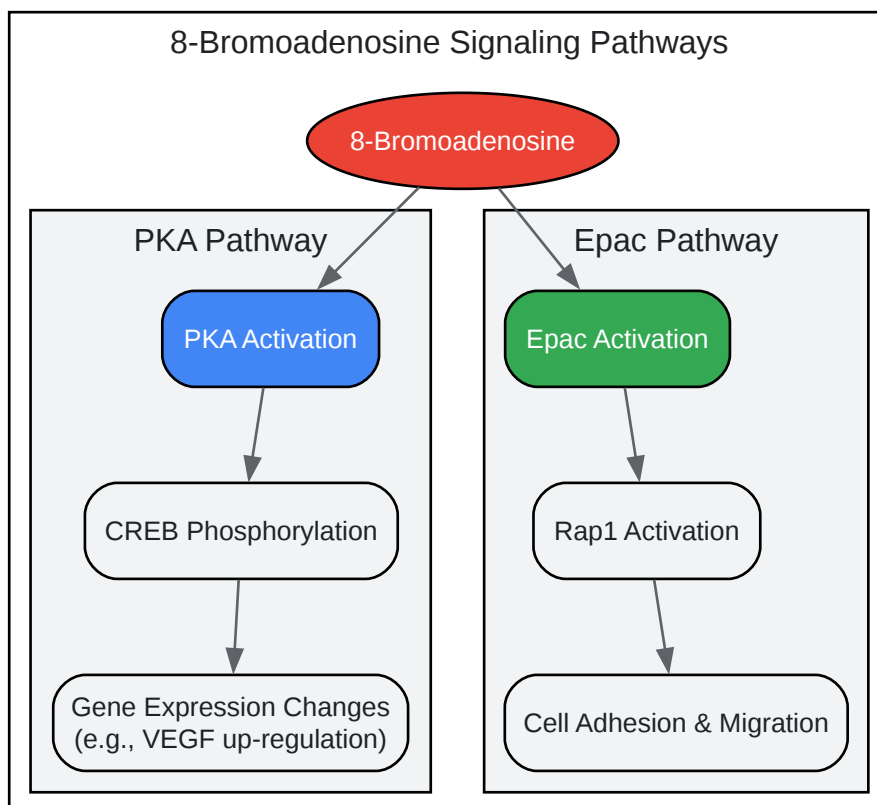 8-Bromoadenosine Signaling Pathways
8-Bromoadenosine
PKA Pathway
Epac Pathway
PKA Activation
Epac Activation
CREB Phosphorylation
Rap1 Activation
Gene Expression Changes
(e.g., VEGF up-regulation)
Cell Adhesion & Migration